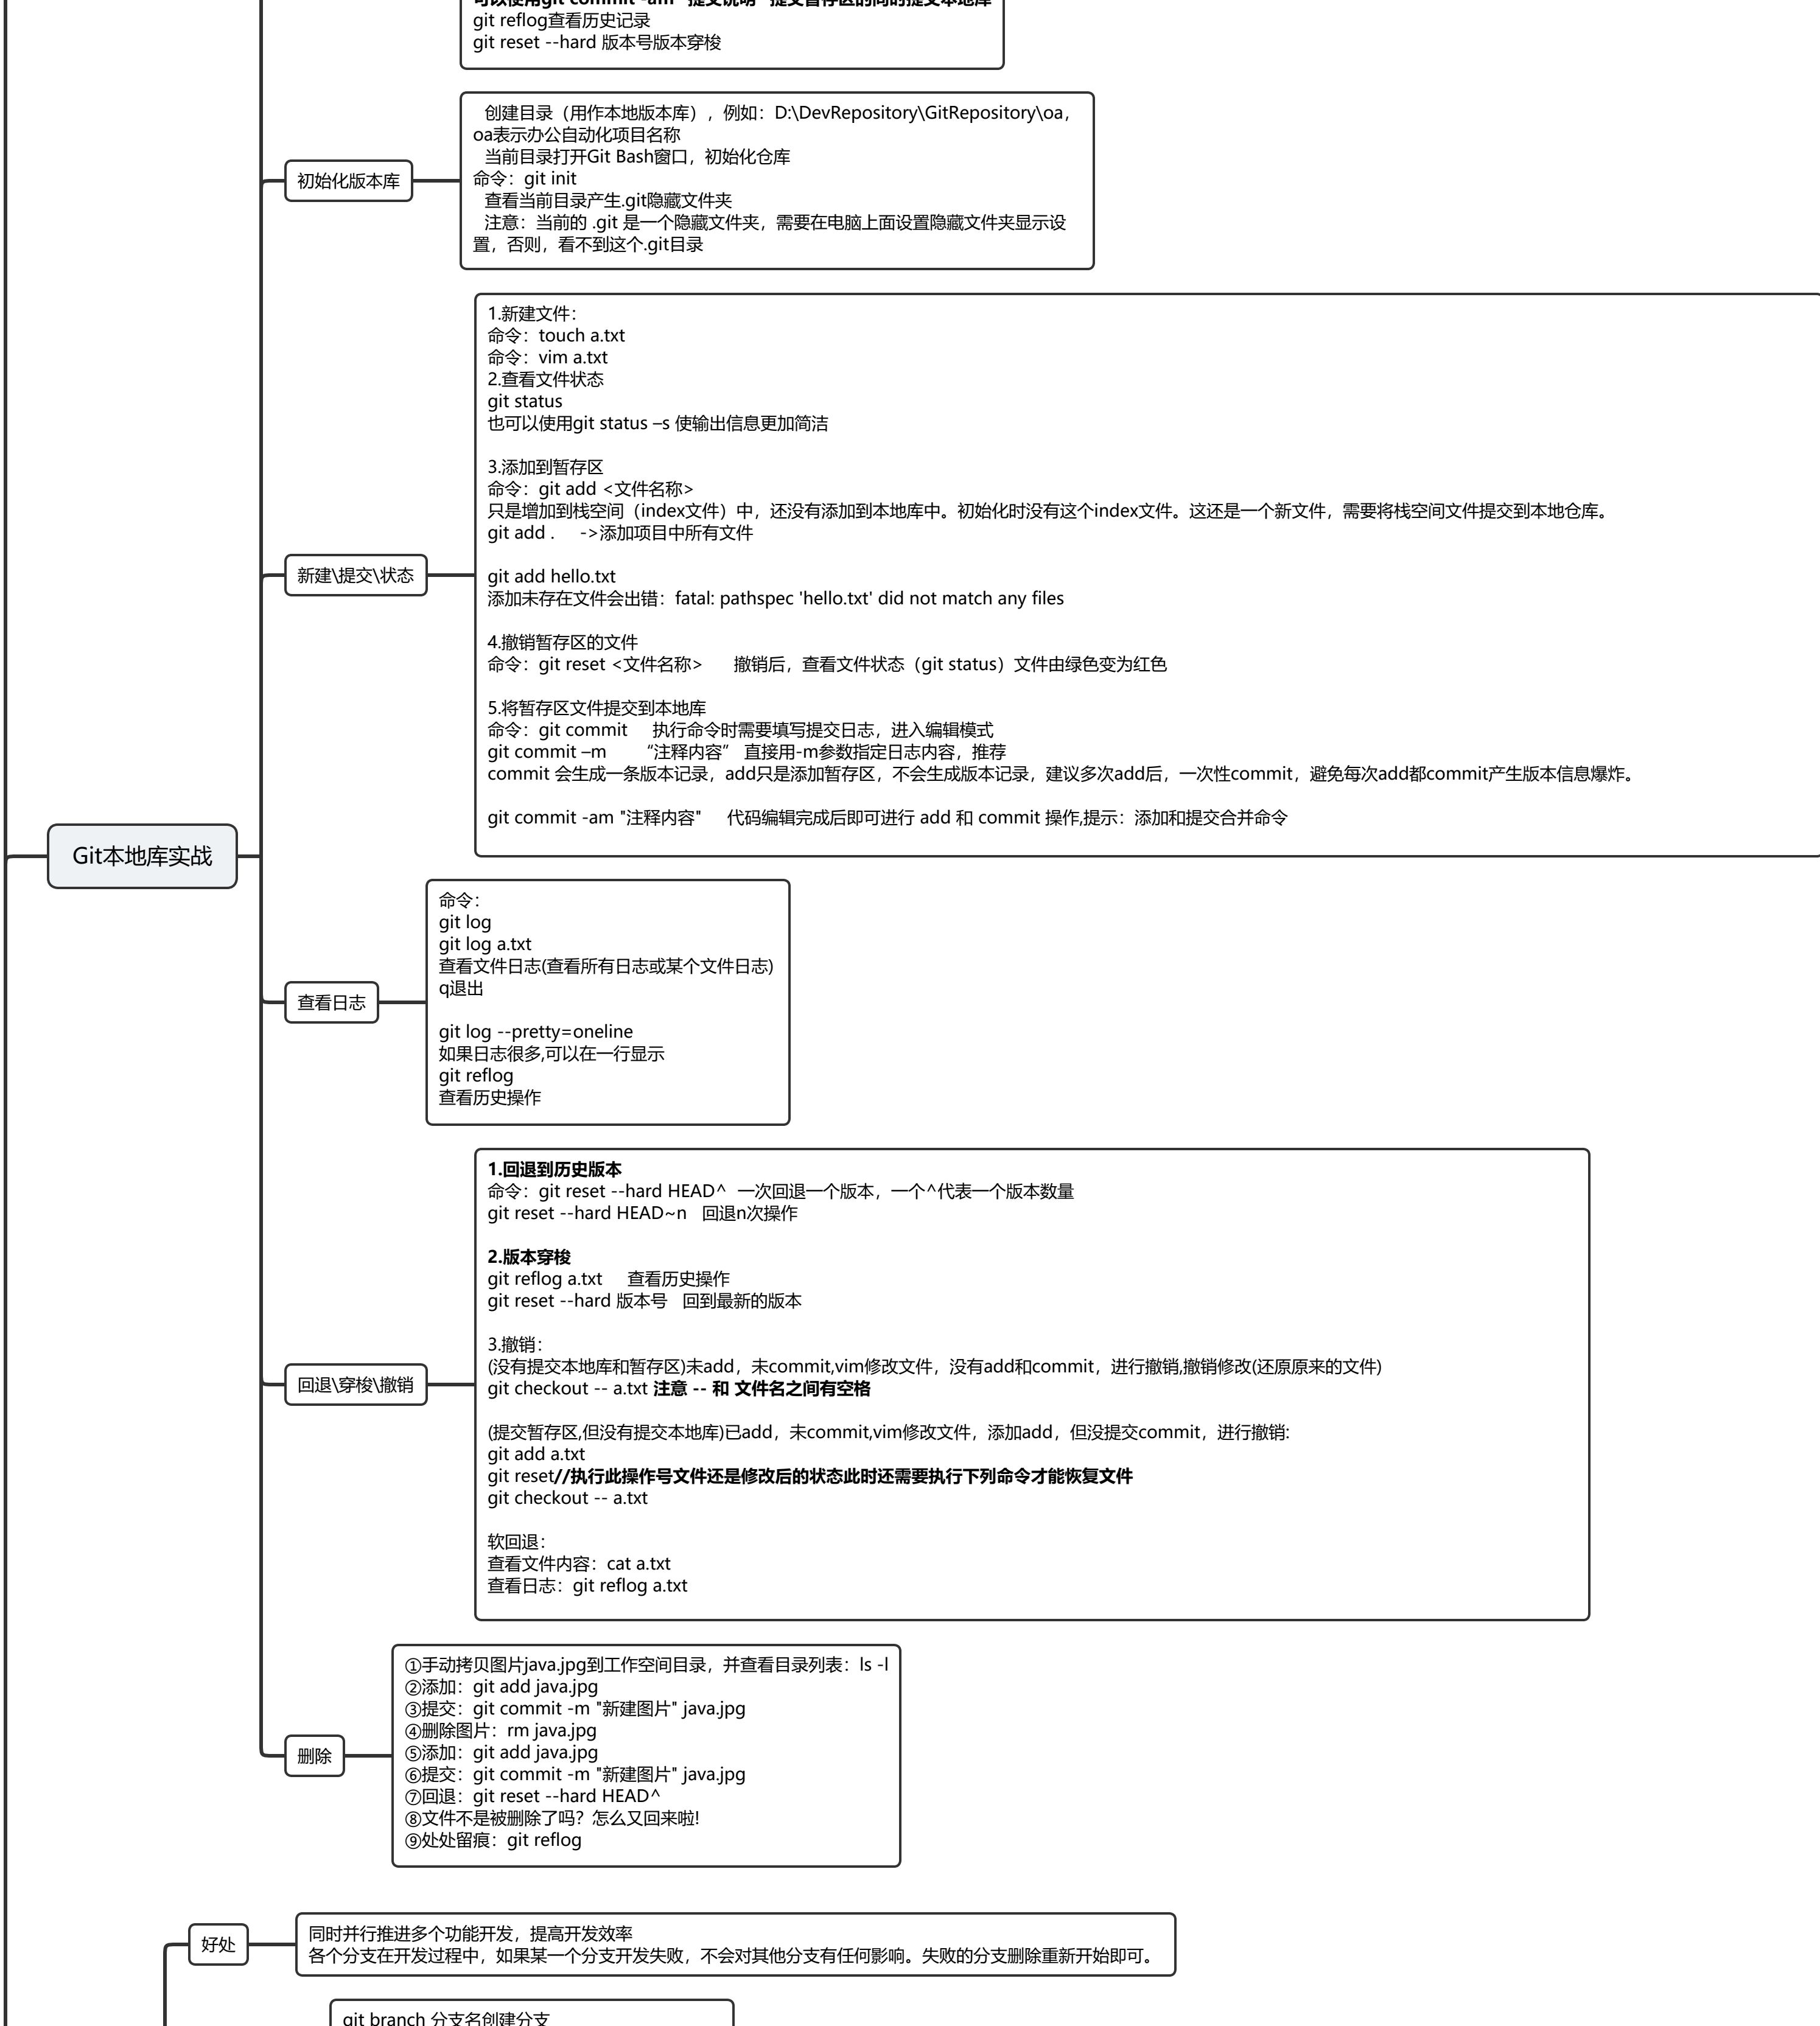 可以使用git commit -am "提交说明" 提交暂存区的同时提交本地库
git reflog查看历史记录
git reset --hard 版本号版本穿梭
初始化版本库
创建目录（用作本地版本库），例如：D:\DevRepository\GitRepository\oa，
oa表示办公自动化项目名称
当前目录打开Git Bash窗口，初始化仓库
命令：git init
查看当前目录产生.git隐藏文件夹
注意：当前的 .git 是一个隐藏文件夹，需要在电脑上面设置隐藏文件夹显示设
置，否则，看不到这个.git目录
新建\提交\状态
1.新建文件：
命令：touch a.txt
命令：vim a.txt
2.查看文件状态
git status
也可以使用git status –s 使输出信息更加简洁
3.添加到暂存区
命令：git add <文件名称>
只是增加到栈空间（index文件）中，还没有添加到本地库中。初始化时没有这个index文件。这还是一个新文件，需要将栈空间文件提交到本地仓库。
git add .     ->添加项目中所有文件
git add hello.txt
添加未存在文件会出错：fatal: pathspec 'hello.txt' did not match any files
4.撤销暂存区的文件
命令：git reset <文件名称>      撤销后，查看文件状态（git status）文件由绿色变为红色
5.将暂存区文件提交到本地库
命令：git commit     执行命令时需要填写提交日志，进入编辑模式
git commit –m        “注释内容”  直接用-m参数指定日志内容，推荐
commit 会生成一条版本记录，add只是添加暂存区，不会生成版本记录，建议多次add后，一次性commit，避免每次add都commit产生版本信息爆炸。
git commit -am "注释内容"     代码编辑完成后即可进行 add 和 commit 操作,提示：添加和提交合并命令
Git本地库实战
查看日志
命令：
git log
git log a.txt
查看文件日志(查看所有日志或某个文件日志)
q退出
git log --pretty=oneline
如果日志很多,可以在一行显示
git reflog
查看历史操作
回退\穿梭\撤销
1.回退到历史版本
命令：git reset --hard HEAD^  一次回退一个版本，一个^代表一个版本数量
git reset --hard HEAD~n   回退n次操作
2.版本穿梭
git reflog a.txt     查看历史操作
git reset --hard 版本号   回到最新的版本
3.撤销：
(没有提交本地库和暂存区)未add，未commit,vim修改文件，没有add和commit，进行撤销,撤销修改(还原原来的文件)
git checkout -- a.txt 注意 -- 和 文件名之间有空格
(提交暂存区,但没有提交本地库)已add，未commit,vim修改文件，添加add，但没提交commit，进行撤销:
git add a.txt
git reset//执行此操作号文件还是修改后的状态此时还需要执行下列命令才能恢复文件
git checkout -- a.txt
软回退：
查看文件内容：cat a.txt
查看日志：git reflog a.txt
删除
①手动拷贝图片java.jpg到工作空间目录，并查看目录列表：ls -l
②添加：git add java.jpg
③提交：git commit -m "新建图片" java.jpg
④删除图片：rm java.jpg
⑤添加：git add java.jpg
⑥提交：git commit -m "新建图片" java.jpg
⑦回退：git reset --hard HEAD^
⑧文件不是被删除了吗？怎么又回来啦!
⑨处处留痕：git reflog
好处
同时并行推进多个功能开发，提高开发效率
各个分支在开发过程中，如果某一个分支开发失败，不会对其他分支有任何影响。失败的分支删除重新开始即可。
git branch 分支名创建分支